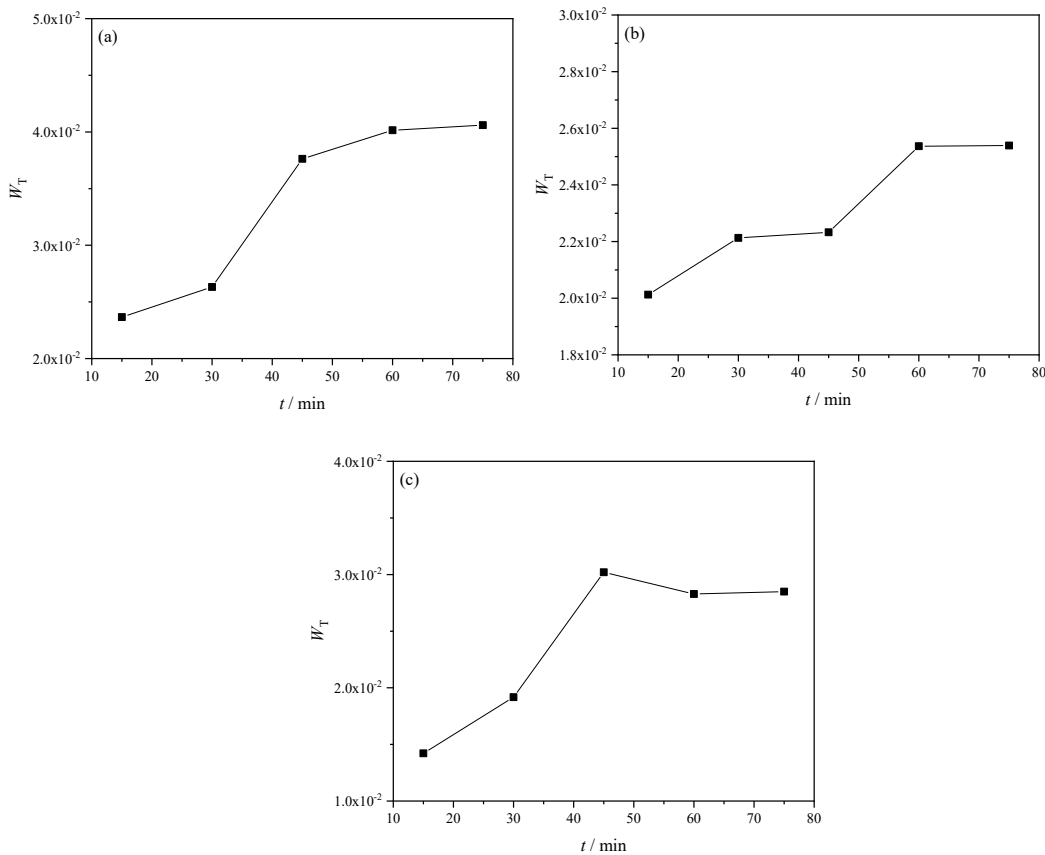 (a)
5.0x10⁻²
4.0x10⁻²
3.0x10⁻²
2.0x10⁻²
W_T
10 20 30 40 50 60 70 80
t / min
(b)
3.0x10⁻²
2.8x10⁻²
2.6x10⁻²
2.4x10⁻²
2.2x10⁻²
2.0x10⁻²
1.8x10⁻²
W_T
10 20 30 40 50 60 70 80
t / min
(c)
4.0x10⁻²
3.0x10⁻²
2.0x10⁻²
1.0x10⁻²
W_T
10 20 30 40 50 60 70 80
t / min